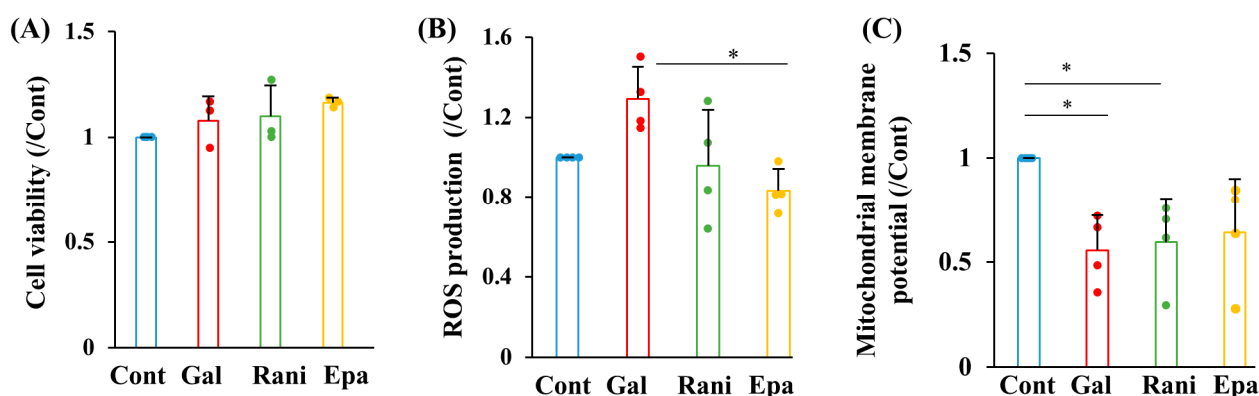 (A)
Cell viability (/Cont)
1.5
1
0.5
0
Cont Gal Rani Epa
(B)
ROS production (/Cont)
1.6
1.2
0.8
0.4
0
*
Cont Gal Rani Epa
(C)
Mitochondrial membrane
potential (/Cont)
1.5
1
0.5
0
*
*
Cont Gal Rani Epa